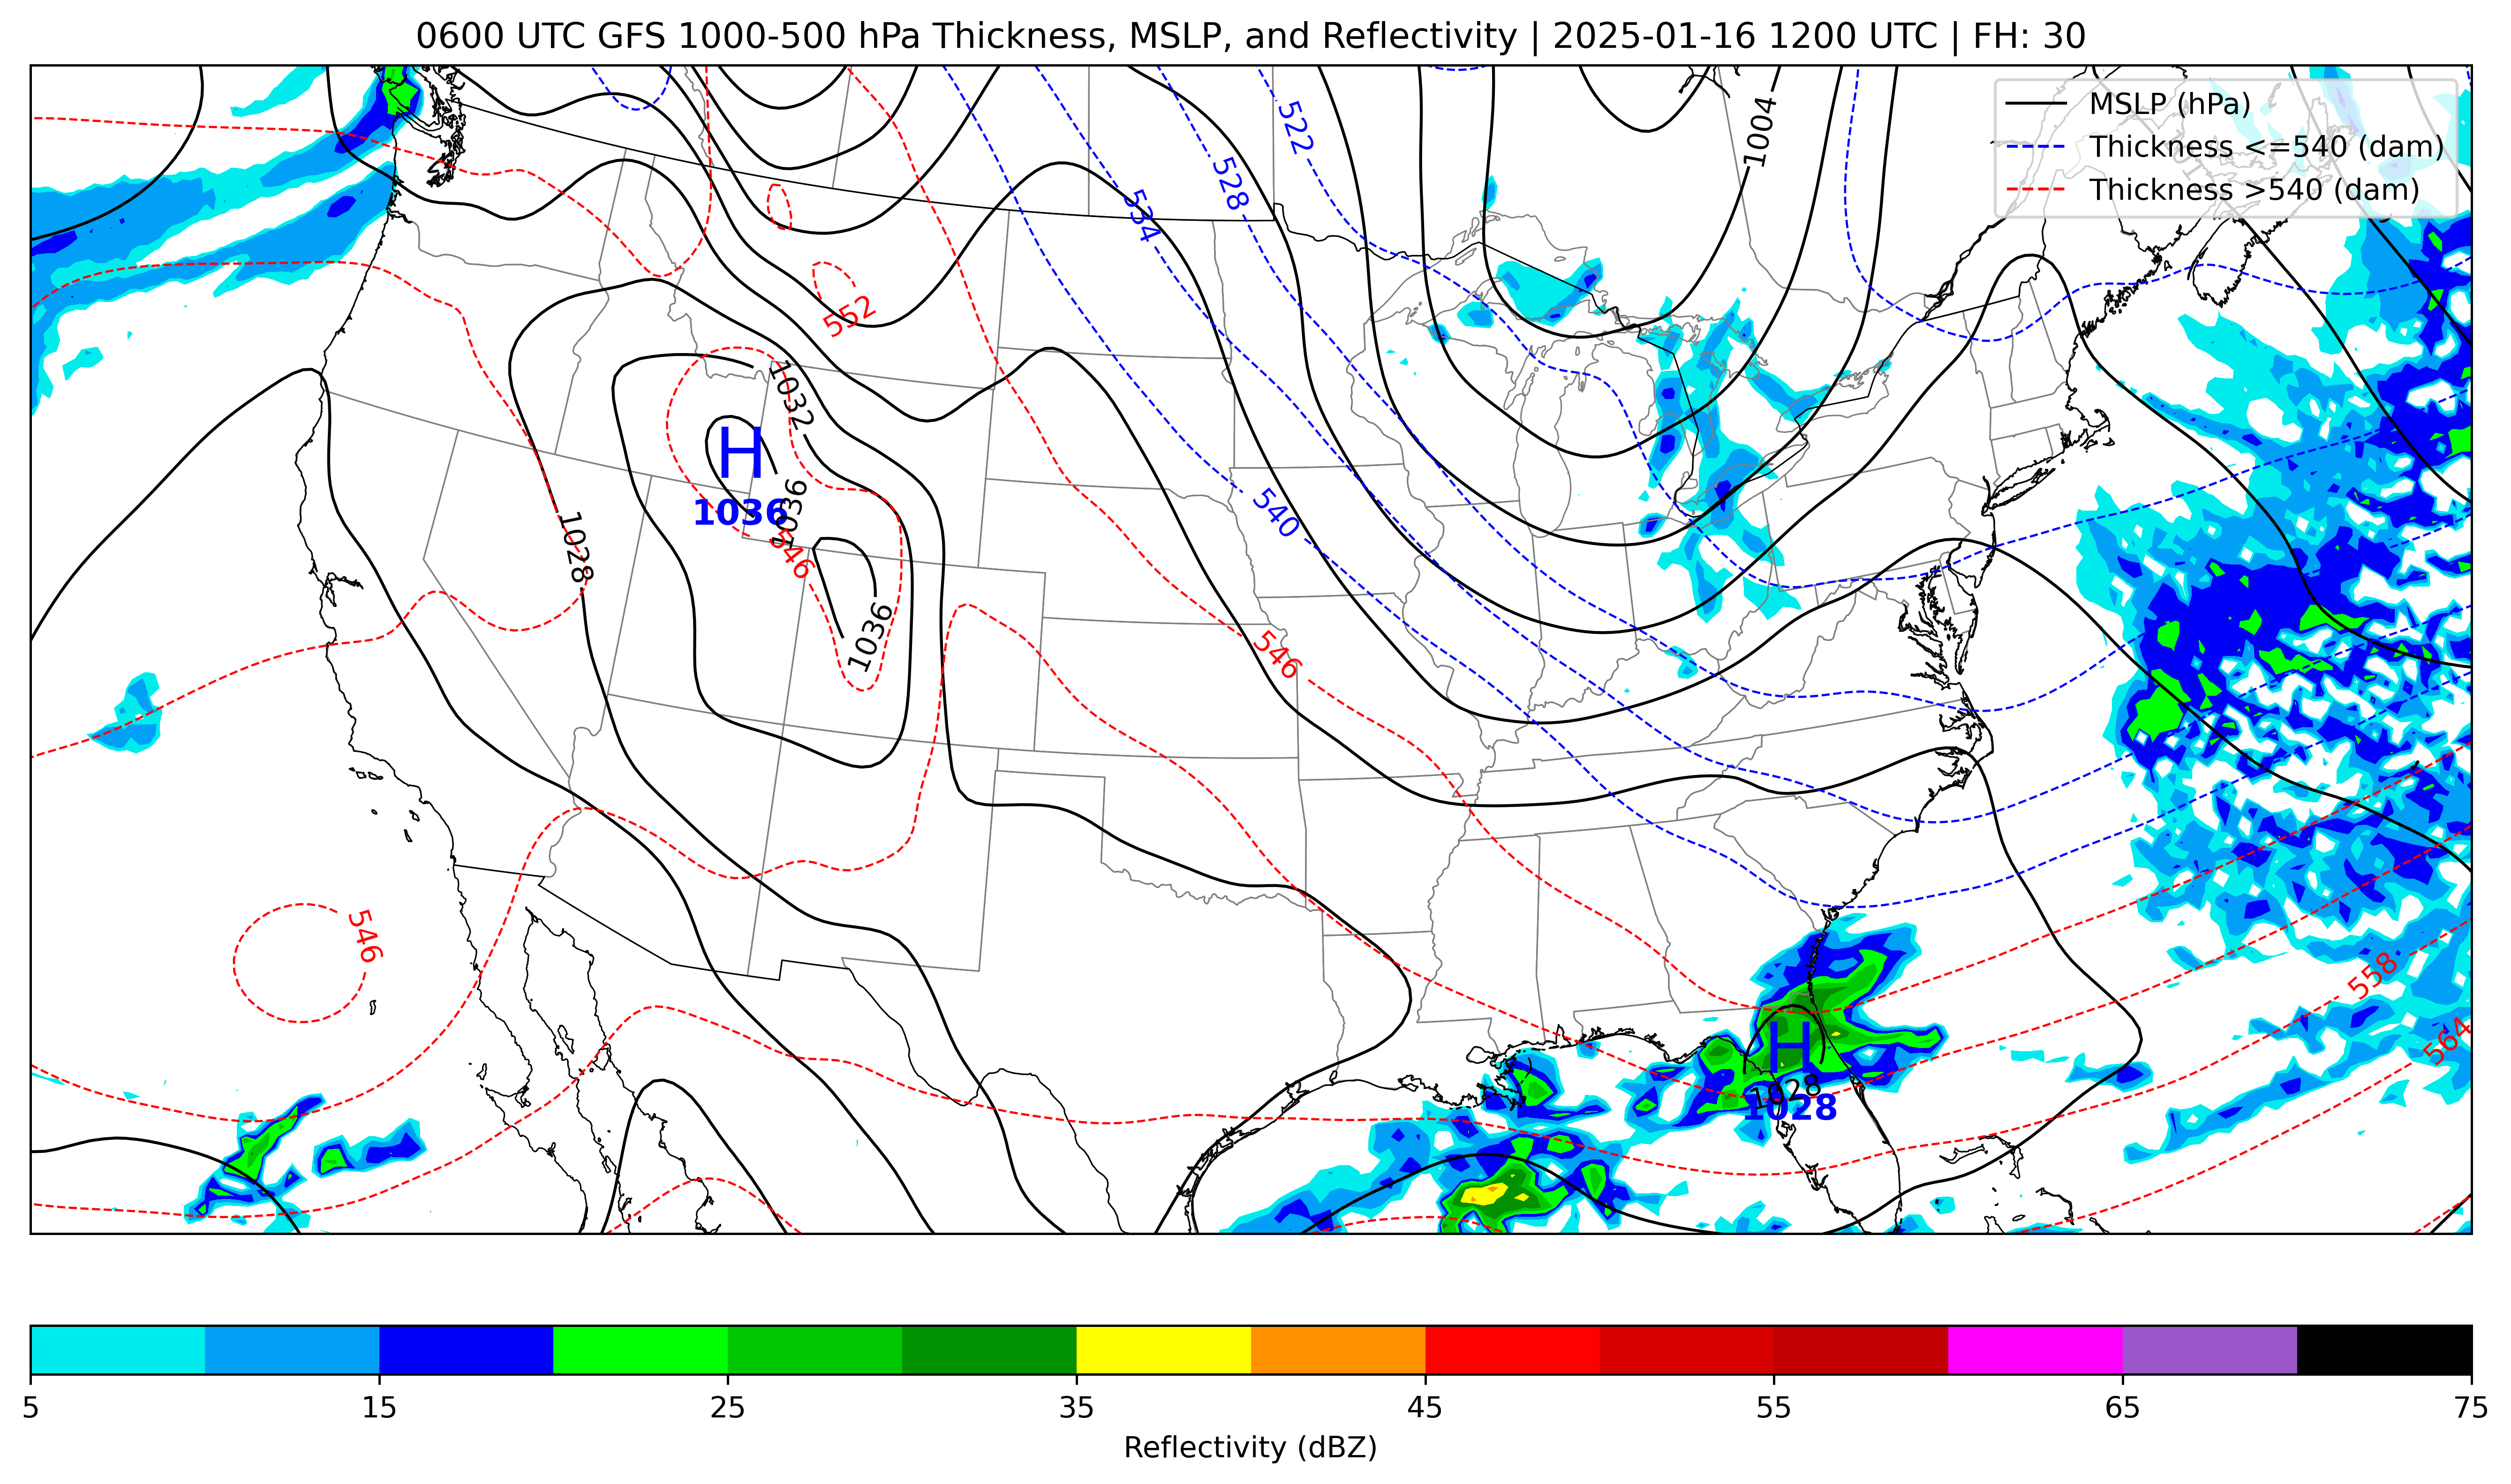 0600 UTC GFS 1000-500 hPa Thickness, MSLP, and Reflectivity | 2025-01-16 1200 UTC | FH: 30
MSLP (hPa)
Thickness <=540 (dam)
Thickness >540 (dam)
1004
522
528
534
552
1032
H
1036
1036
540
546
1028
1036
546
546
558
564
H
1028
1028
5 15 25 35 45 55 65 75
Reflectivity (dBZ)